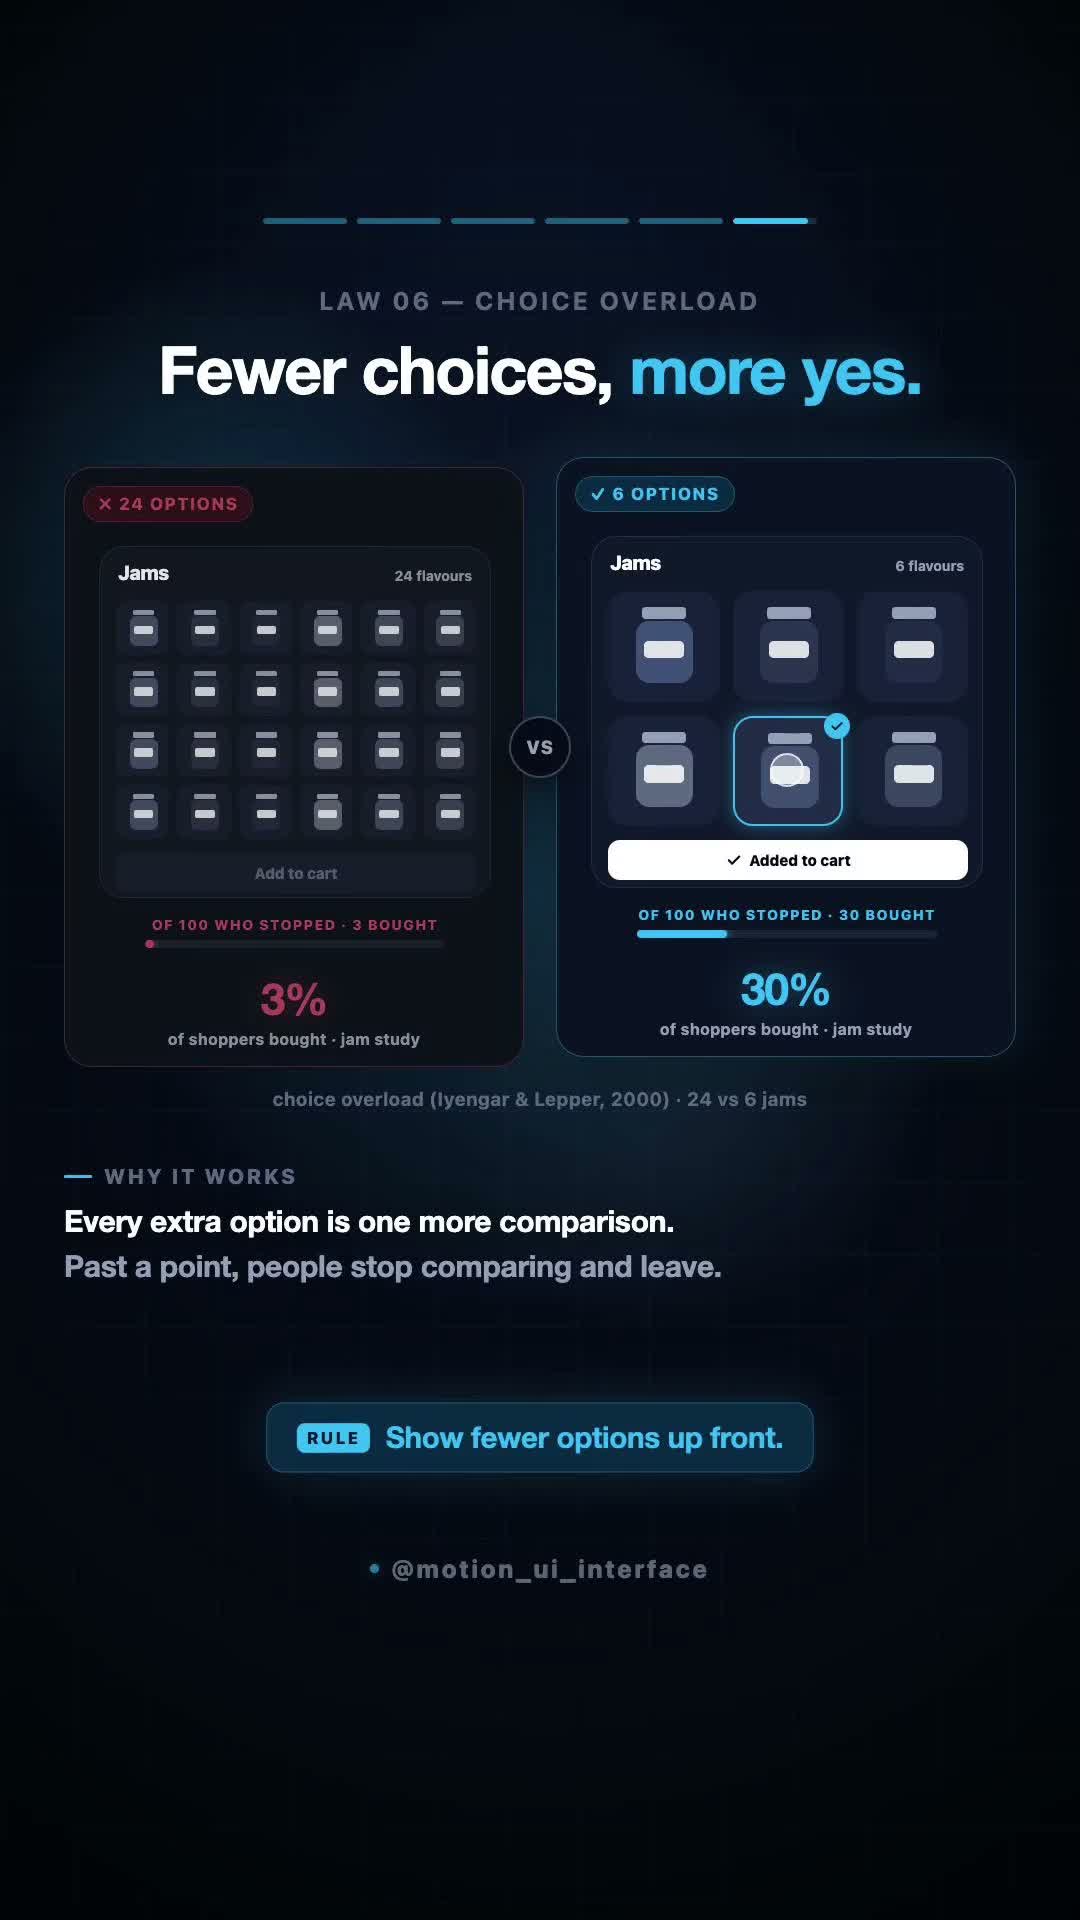 LAW 06 — CHOICE OVERLOAD
Fewer choices, more yes.
✕ 24 OPTIONS
Jams
24 flavours
Add to cart
OF 100 WHO STOPPED · 3 BOUGHT
3%
of shoppers bought · jam study
VS
✓ 6 OPTIONS
Jams
6 flavours
✓ Added to cart
OF 100 WHO STOPPED · 30 BOUGHT
30%
of shoppers bought · jam study
choice overload (Iyengar & Lepper, 2000) · 24 vs 6 jams
WHY IT WORKS
Every extra option is one more comparison.
Past a point, people stop comparing and leave.
RULE Show fewer options up front.
@motion_ui_interface